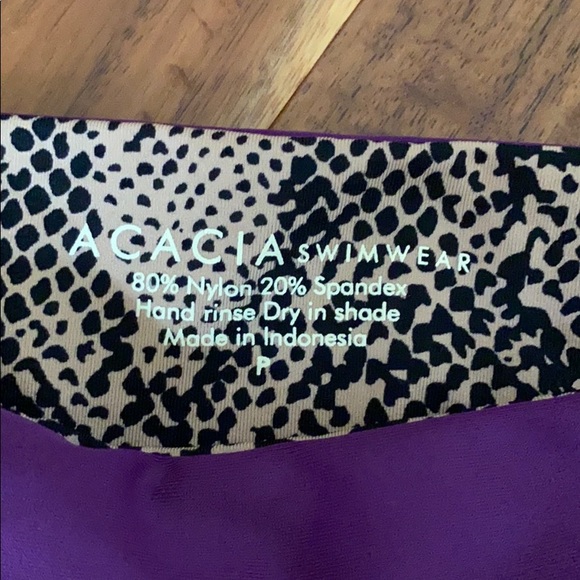 ACACIA SWIMWEAR
80% Nylon 20% Spandex
Hand rinse Dry in shade
Made in Indonesia
P